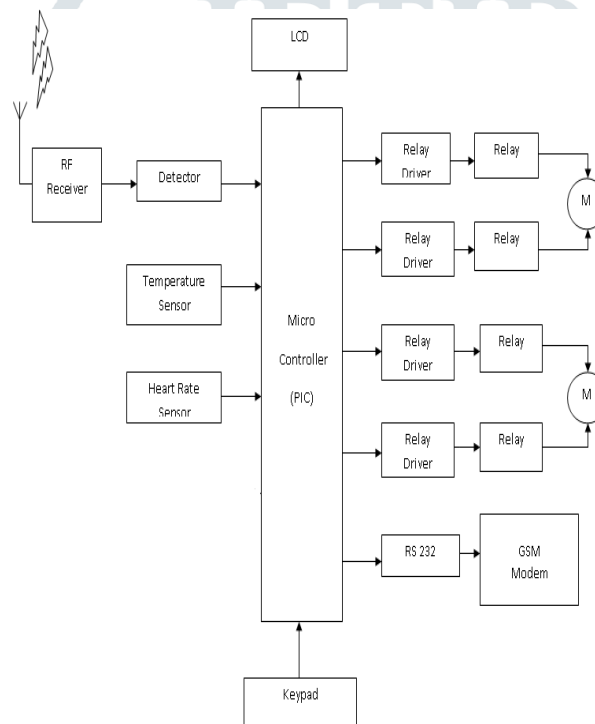 LCD
RF
Receiver
Detector
Temperature
Sensor
Heart Rate
Sensor
Micro
Controller
(PIC)
Relay
Driver
Relay
M
Relay
Driver
Relay
Relay
Driver
Relay
M
Relay
Driver
Relay
RS 232
GSM
Modem
Keypad